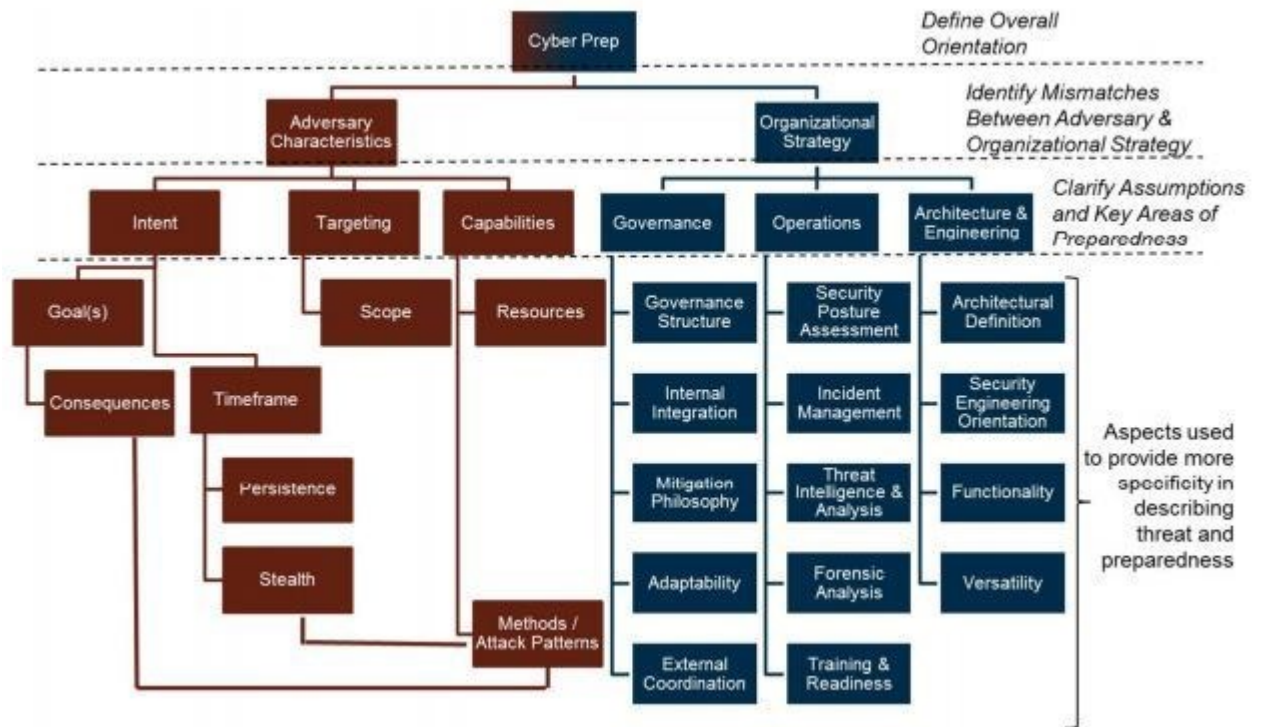 Cyber Prep
Define Overall
Orientation
Adversary
Characteristics
Organizational
Strategy
Identify Mismatches
Between Adversary &
Organizational Strategy
Intent
Targeting
Capabilities
Governance
Operations
Architecture &
Engineering
Clarify Assumptions
and Key Areas of
Preparedness
Goal(s)
Scope
Resources
Governance
Structure
Security
Posture
Assessment
Architectural
Definition
Consequences
Timeframe
Internal
Integration
Incident
Management
Security
Engineering
Orientation
Persistence
Mitigation
Philosophy
Threat
Intelligence &
Analysis
Functionality
Stealth
Adaptability
Forensic
Analysis
Versatility
Methods /
Attack Patterns
External
Coordination
Training &
Readiness
Aspects used
to provide more
specificity in
describing
threat and
preparedness